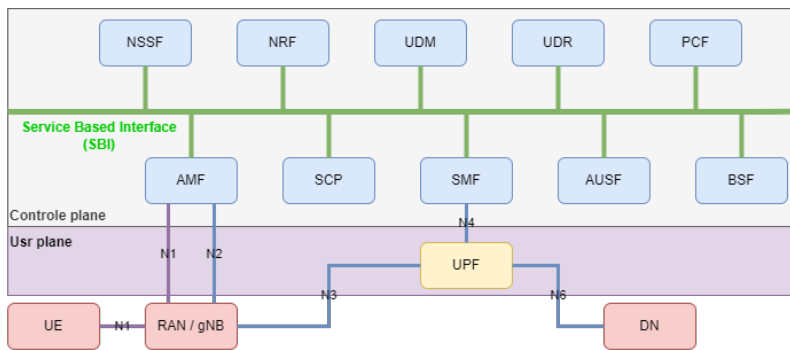 NSSF
NRF
UDM
UDR
PCF
Service Based Interface
(SBI)
AMF
SCP
SMF
AUSF
BSF
Controle plane
N4
Usr plane
N1
N2
UPF
N3
N6
UE
N1
RAN / gNB
DN